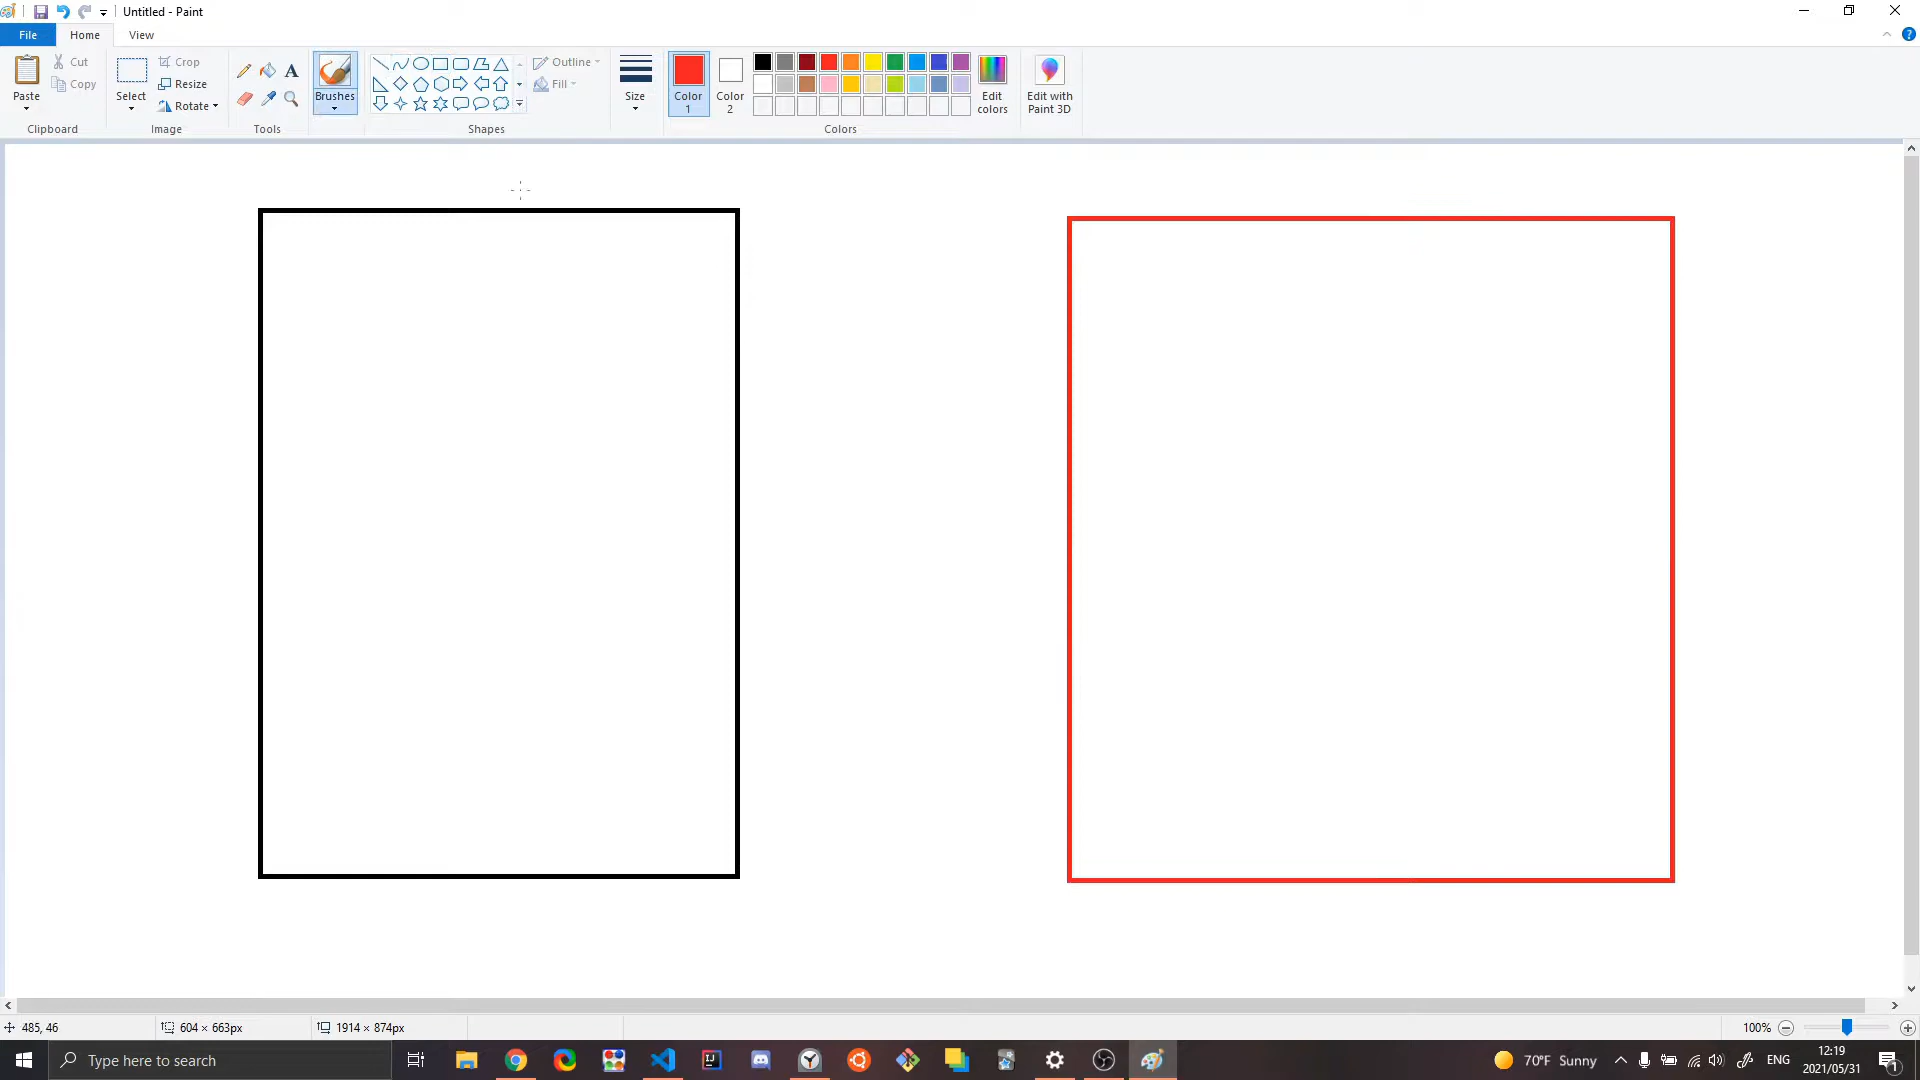 Untitled - Paint
File Home View
Paste
Cut
Copy
Clipboard
Select
Crop
Resize
Rotate
Image
A
Tools
Brushes
Shapes
Outline
Fill
Size
Color 1
Color 2
Colors
Edit colors
Edit with Paint 3D
485, 46
604 × 663px
1914 × 874px
100%
Type here to search
70°F Sunny
ENG
12:19
2021/05/31
1